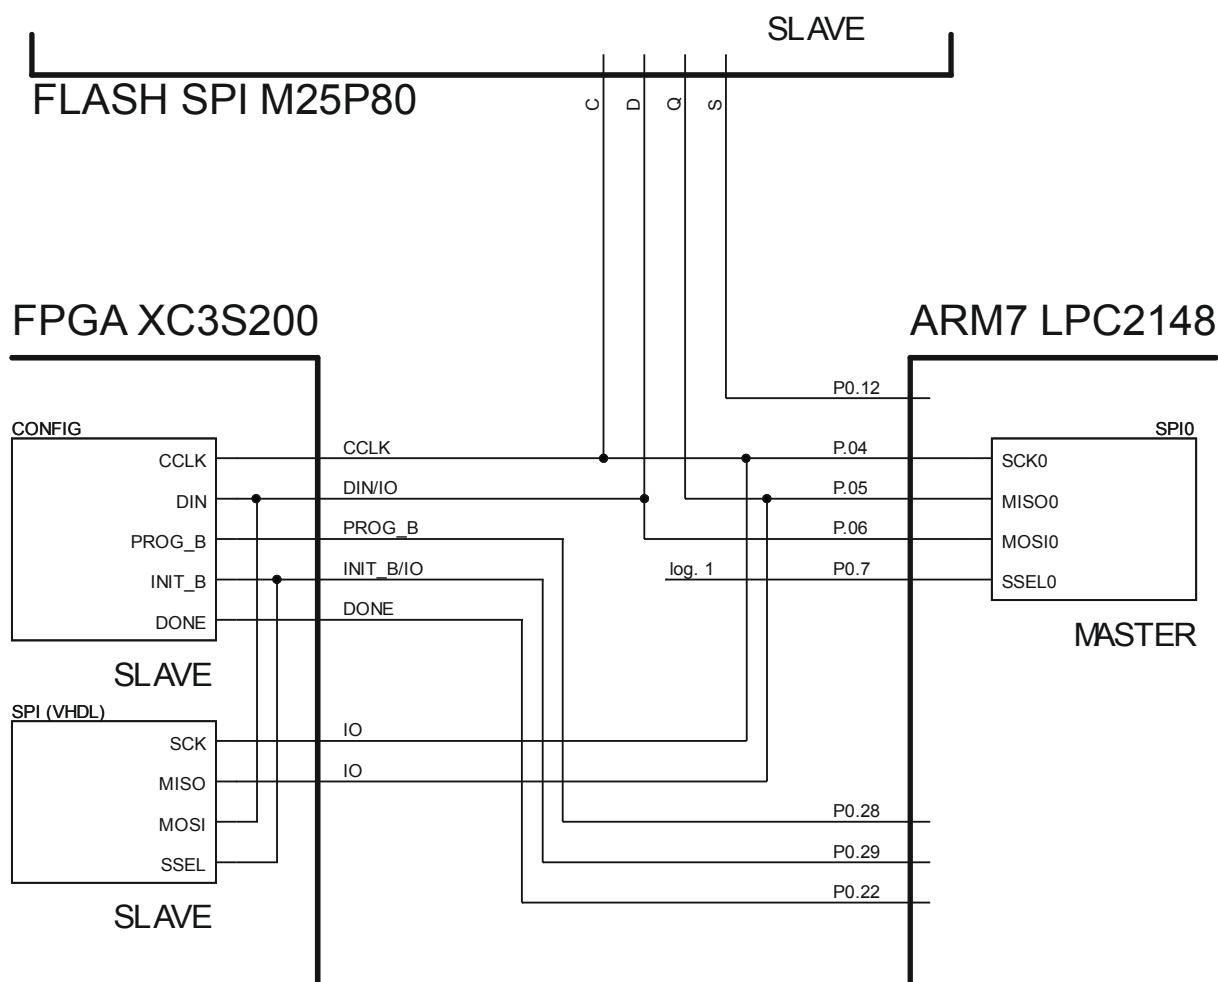 SLAVE
FLASH SPI M25P80
C
D
Q
S
FPGA XC3S200
ARM7 LPC2148
P0.12
CONFIG
SPI0
CCLK
CCLK
P.04
SCK0
DIN
DIN/IO
P.05
MISO0
PROG_B
PROG_B
P.06
MOSI0
INIT_B
INIT_B/IO
log. 1
P0.7
SSEL0
DONE
DONE
MASTER
SLAVE
SPI (VHDL)
SCK
IO
MISO
IO
MOSI
P0.28
SSEL
P0.29
P0.22
SLAVE